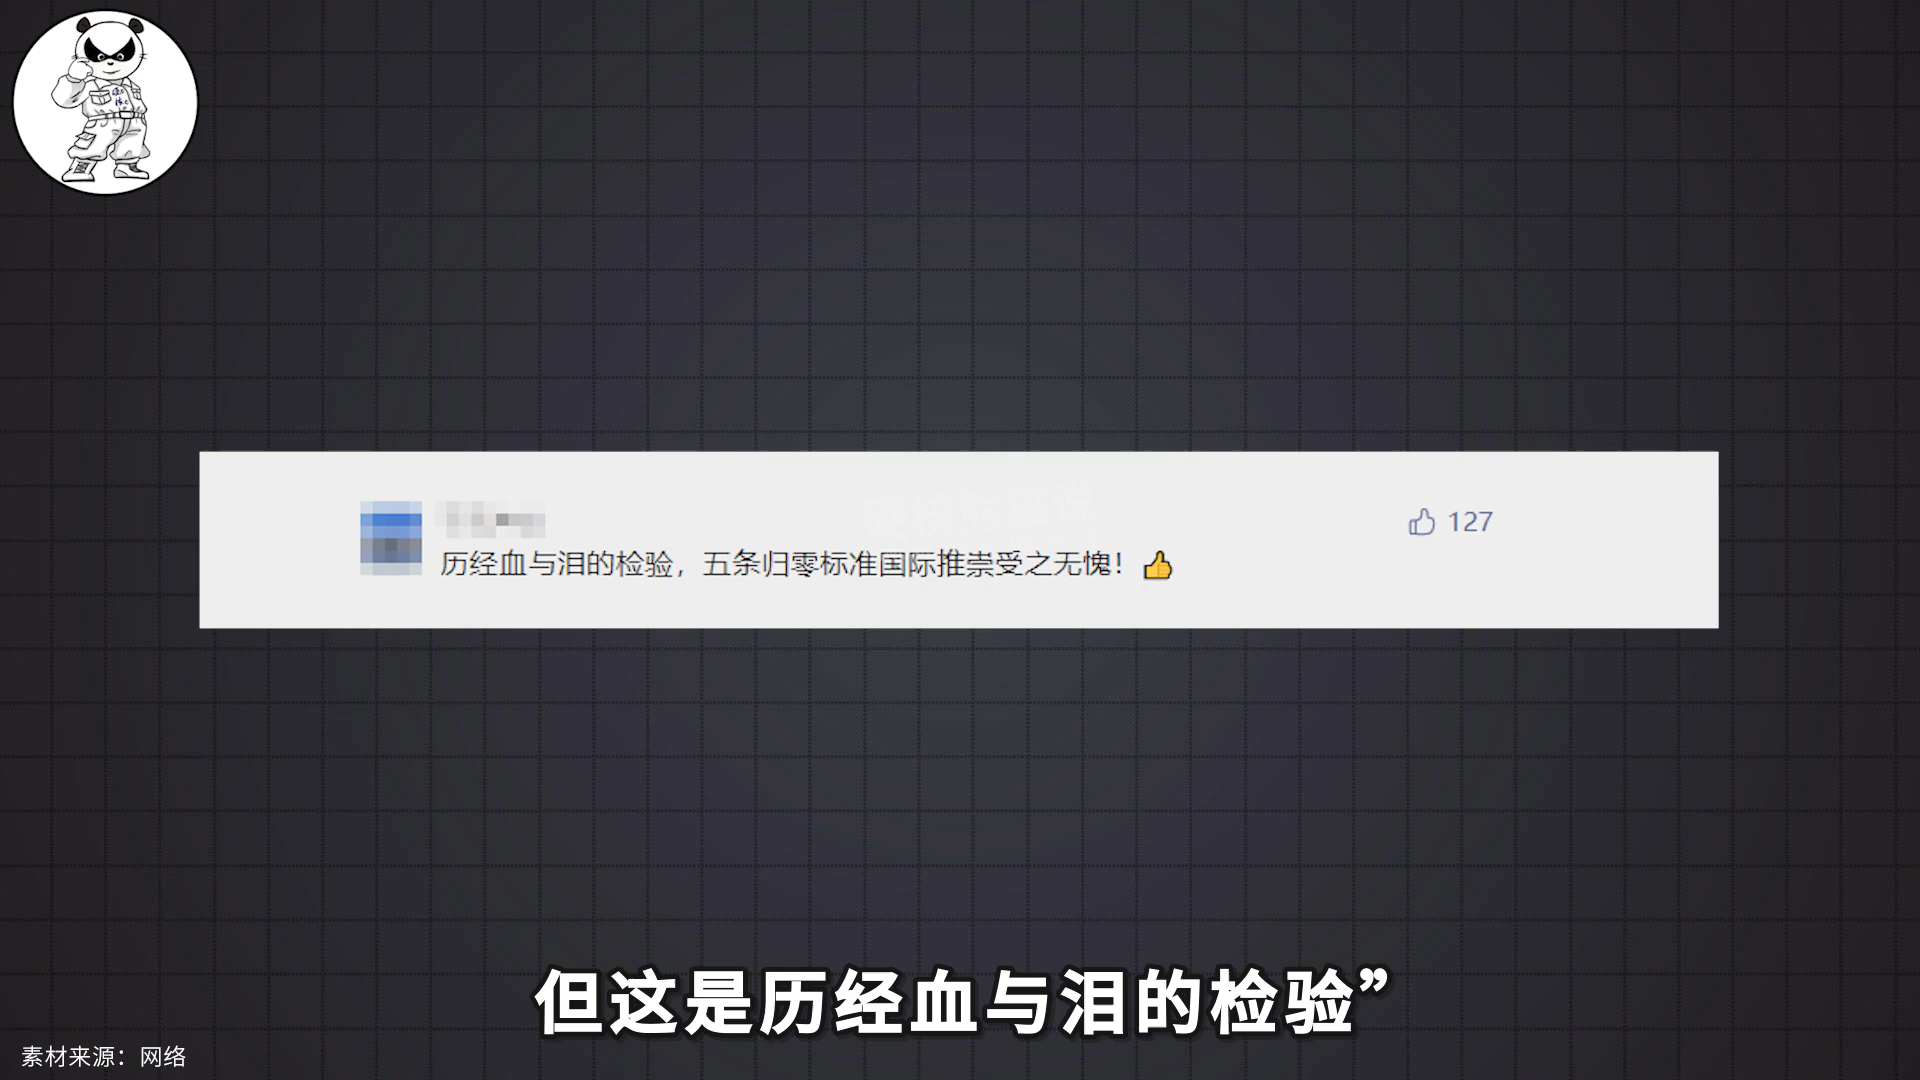 127
历经血与泪的检验，五条归零标准国际推崇受之无愧！👍
但这是历经血与泪的检验”
素材来源：网络